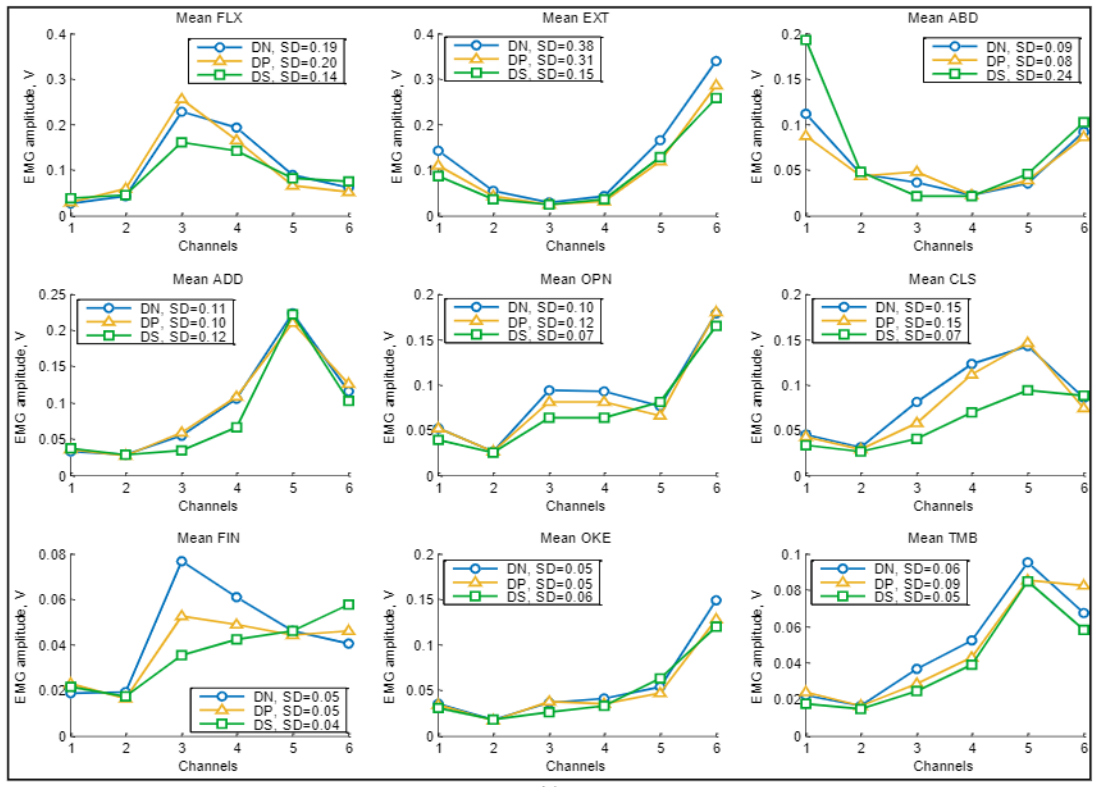 Mean FLX
0.4
0.3
0.2
0.1
0
EMG amplitude, V
DN, SD=0.19
DP, SD=0.20
DS, SD=0.14
1 2 3 4 5 6
Channels
Mean EXT
0.4
0.3
0.2
0.1
0
EMG amplitude, V
DN, SD=0.38
DP, SD=0.31
DS, SD=0.15
1 2 3 4 5 6
Channels
Mean ABD
0.2
0.15
0.1
0.05
0
EMG amplitude, V
DN, SD=0.09
DP, SD=0.08
DS, SD=0.24
1 2 3 4 5 6
Channels
Mean ADD
0.25
0.2
0.15
0.1
0.05
0
EMG amplitude, V
DN, SD=0.11
DP, SD=0.10
DS, SD=0.12
1 2 3 4 5 6
Channels
Mean OPN
0.2
0.15
0.1
0.05
0
EMG amplitude, V
DN, SD=0.10
DP, SD=0.12
DS, SD=0.07
1 2 3 4 5 6
Channels
Mean CLS
0.2
0.15
0.1
0.05
0
EMG amplitude, V
DN, SD=0.15
DP, SD=0.15
DS, SD=0.07
1 2 3 4 5 6
Channels
Mean FIN
0.08
0.06
0.04
0.02
0
EMG amplitude, V
DN, SD=0.05
DP, SD=0.05
DS, SD=0.04
1 2 3 4 5 6
Channels
Mean OKE
0.2
0.15
0.1
0.05
0
EMG amplitude, V
DN, SD=0.05
DP, SD=0.05
DS, SD=0.06
1 2 3 4 5 6
Channels
Mean TMB
0.1
0.08
0.06
0.04
0.02
0
EMG amplitude, V
DN, SD=0.06
DP, SD=0.09
DS, SD=0.05
1 2 3 4 5 6
Channels